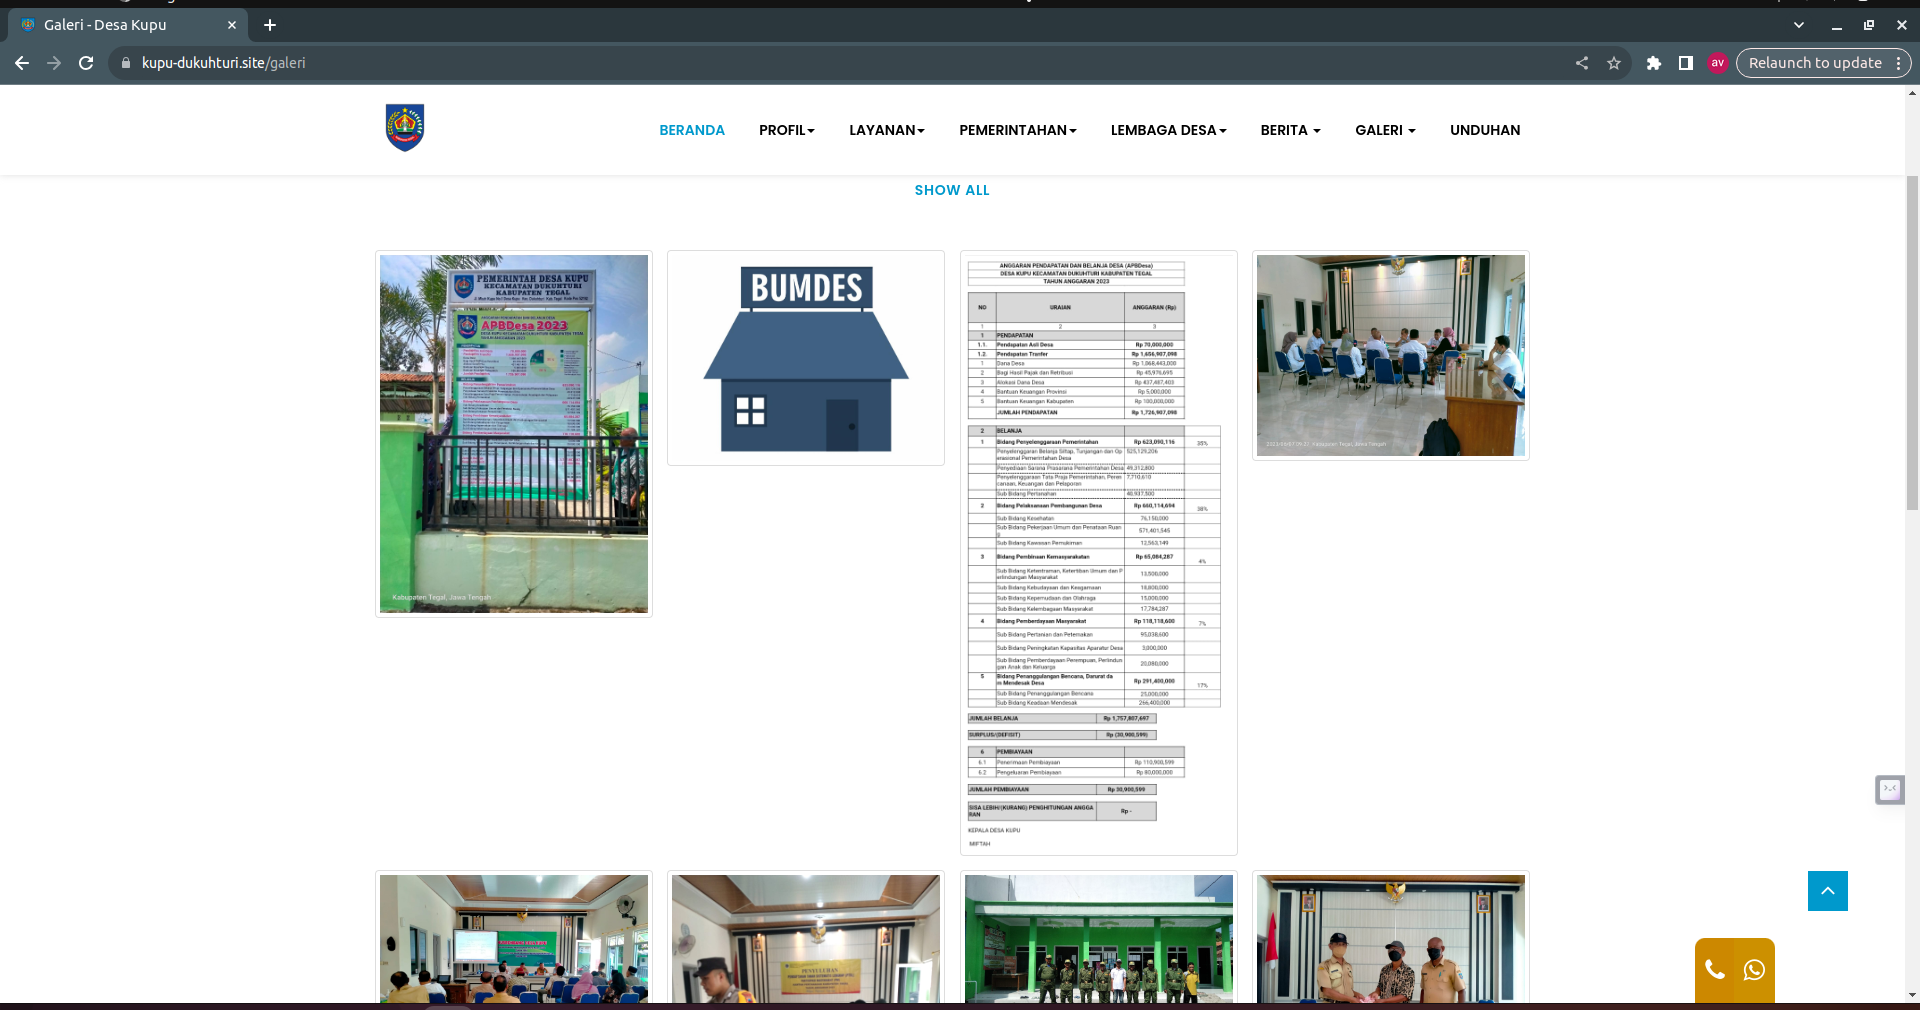 Galeri - Desa Kupu
kupu-dukuhturi.site/galeri
av
Relaunch to update
BERANDA
PROFIL
LAYANAN
PEMERINTAHAN
LEMBAGA DESA
BERITA
GALERI
UNDUHAN
SHOW ALL
PEMERINTAH DESA KUPU
KECAMATAN DUKUHTURI
KABUPATEN TEGAL
APBDesa 2023
Kabupaten Tegal, Jawa Tengah
BUMDES
ANGGARAN PENDAPATAN DAN BELANJA DESA (APBDesa)
DESA KUPU KECAMATAN DUKUHTURI KABUPATEN TEGAL
TAHUN ANGGARAN 2023
NO URAIAN ANGGARAN (Rp)
1 2 3
1 PENDAPATAN
1.1. Pendapatan Asli Desa Rp 70,000,000
1.2. Pendapatan Tranfer Rp 1,656,907,098
1 Dana Desa Rp 1,068,443,000
2 Bagi Hasil Pajak dan Retribusi Rp 45,976,695
3 Alokasi Dana Desa Rp 437,487,403
4 Bantuan Keuangan Provinsi Rp 5,000,000
5 Bantuan Keuangan Kabupaten Rp 100,000,000
JUMLAH PENDAPATAN Rp 1,726,907,098
2 BELANJA
1 Bidang Penyelenggaraan Pemerintahan Rp 623,090,116 35%
Penyelenggaran Belanja Siltap, Tunjangan dan Op 525,129,206
erasional Pemerintahan Desa
Penyediaan Sarana Prasarana Pemerintahan Desa 49,312,800
Penyelenggaraan Tata Praja Pemerintahan, Peren 7,710,610
canaan, Keuangan dan Pelaporan
Sub Bidang Pertanahan 40,937,500
2 Bidang Pelaksanaan Pembangunan Desa Rp 660,114,694 38%
Sub Bidang Kesehatan 76,150,000
Sub Bidang Pekerjaan Umum dan Penataan Ruan 571,401,545
g
Sub Bidang Kawasan Pemukiman 12,563,149
3 Bidang Pembinaan Kemasyarakatan Rp 65,084,287 4%
Sub Bidang Ketentraman, Ketertiban Umum dan P 13,500,000
erlindungan Masyarakat
Sub Bidang Kebudayaan dan Keagamaan 18,800,000
Sub Bidang Kepemudaan dan Olahraga 15,000,000
Sub Bidang Kelembagaan Masyarakat 17,784,287
4 Bidang Pemberdayaan Masyarakat Rp 118,118,600 7%
Sub Bidang Pertanian dan Peternakan 95,038,600
Sub Bidang Peningkatan Kapasitas Aparatur Desa 3,000,000
Sub Bidang Pemberdayaan Perempuan, Perlindun 20,080,000
gan Anak dan Keluarga
5 Bidang Penanggulangan Bencana, Darurat da Rp 291,400,000 17%
n Mendesak Desa
Sub Bidang Penanggulangan Bencana 25,000,000
Sub Bidang Keadaan Mendesak 266,400,000
JUMLAH BELANJA Rp 1,757,807,697
SURPLUS/(DEFISIT) Rp (30,900,599)
6 PEMBIAYAAN
6.1 Penerimaan Pembiayaan Rp 110,900,599
6.2 Pengeluaran Pembiayaan Rp 80,000,000
JUMLAH PEMBIAYAAN Rp 30,900,599
SISA LEBIH/(KURANG) PENGHITUNGAN ANGGA Rp -
RAN
KEPALA DESA KUPU
MIFTAH
Kabupaten Tegal, Jawa Tengah
PENYULUHAN